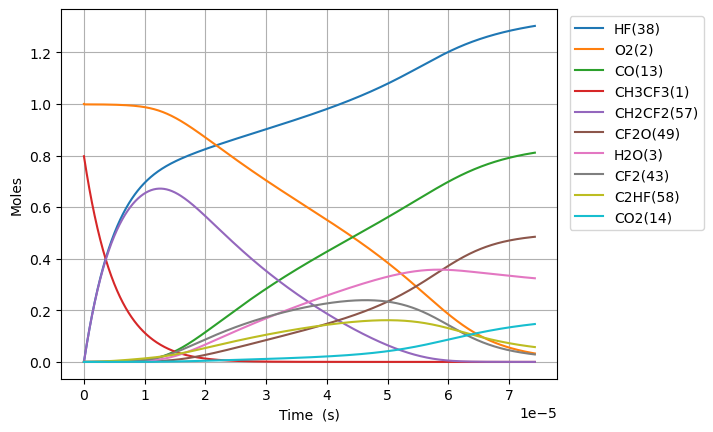 HF(38)
O2(2)
CO(13)
CH3CF3(1)
CH2CF2(57)
CF2O(49)
H2O(3)
CF2(43)
C2HF(58)
CO2(14)
Moles
1.2
1.0
0.8
0.6
0.4
0.2
0.0
0 1 2 3 4 5 6 7
1e-5
Time (s)